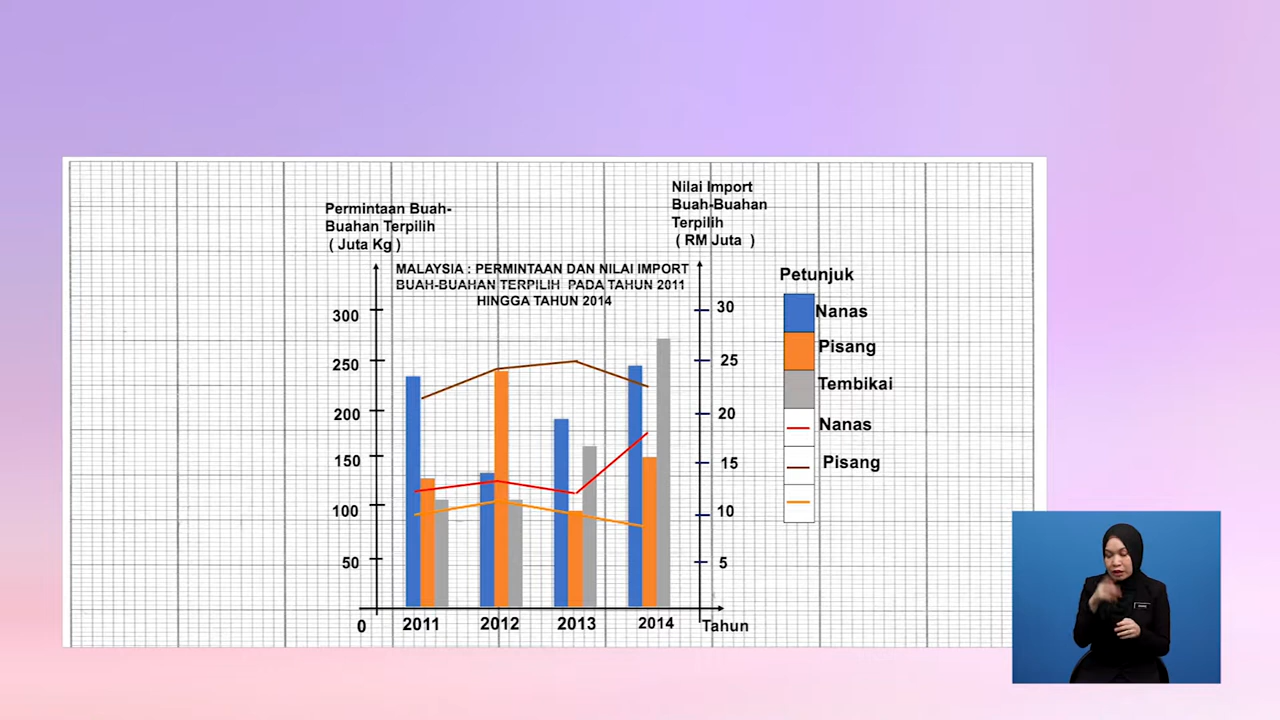 Permintaan Buah-
Buahan Terpilih
( Juta Kg )
Nilai Import
Buah-Buahan
Terpilih
( RM Juta )
MALAYSIA : PERMINTAAN DAN NILAI IMPORT
BUAH-BUAHAN TERPILIH PADA TAHUN 2011
HINGGA TAHUN 2014
300
250
200
150
100
50
0
30
25
20
15
10
5
2011
2012
2013
2014
Tahun
Petunjuk
Nanas
Pisang
Tembikai
Nanas
Pisang